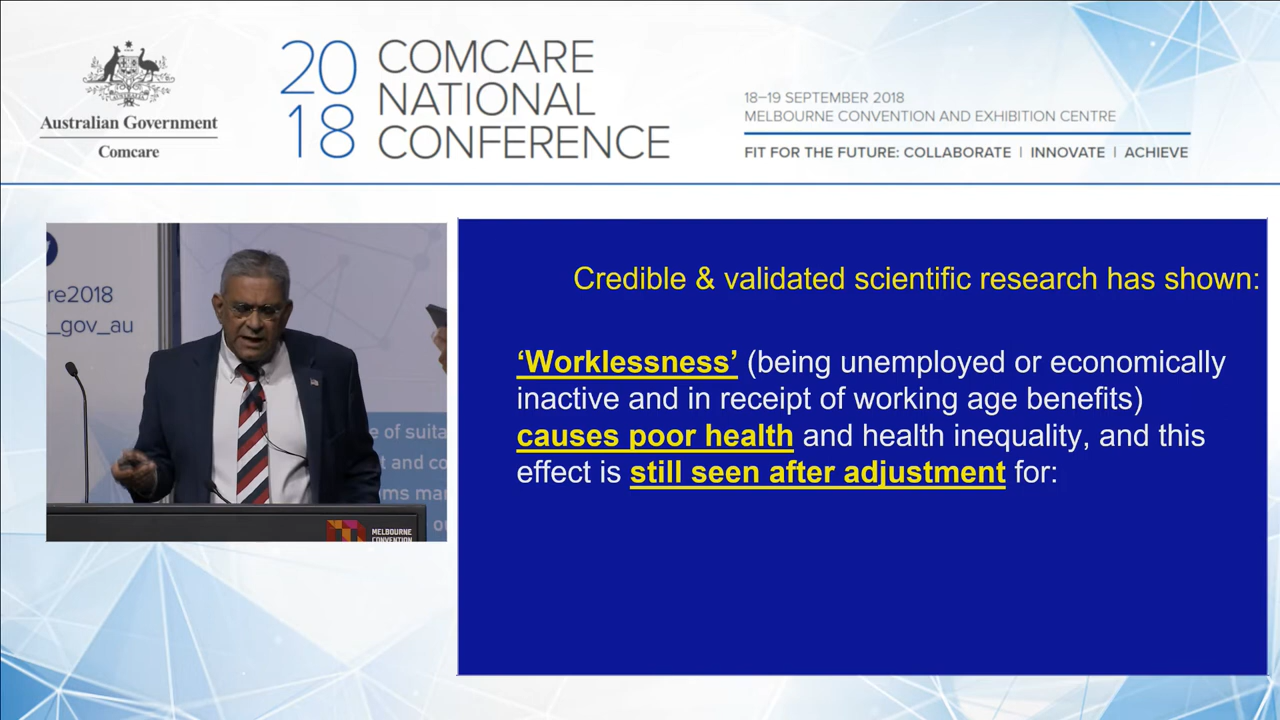 Australian Government
Comcare
20
18
COMCARE
NATIONAL
CONFERENCE
18–19 SEPTEMBER 2018
MELBOURNE CONVENTION AND EXHIBITION CENTRE
FIT FOR THE FUTURE: COLLABORATE | INNOVATE | ACHIEVE
re2018
_gov_au
e of suita
t and co
ms mar
MELBOURNE
CONVENTION
Credible & validated scientific research has shown:
‘Worklessness’ (being unemployed or economically
inactive and in receipt of working age benefits)
causes poor health and health inequality, and this
effect is still seen after adjustment for: